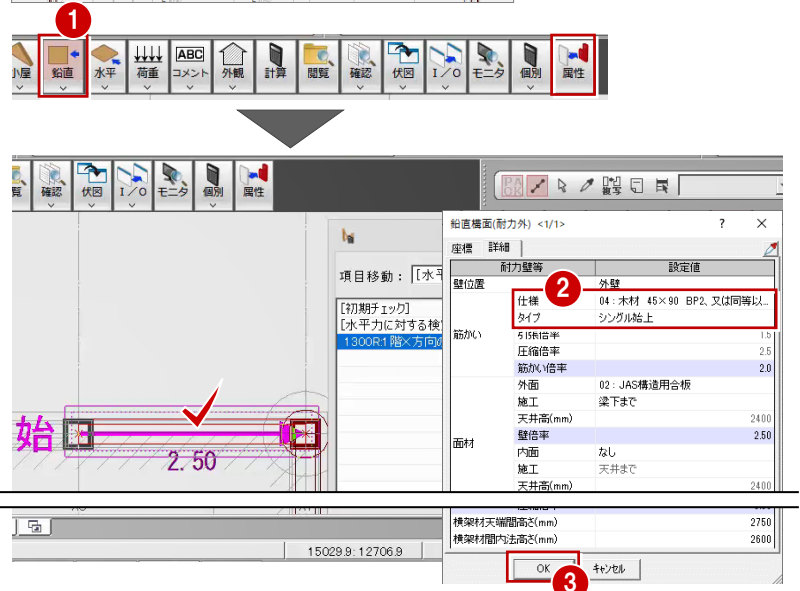 1
小屋 鉛直 水平 荷重 ABC コメント 外観 計算 閲覧 確認 伏図 I/O モニタ 個別 属性
覧 確認 伏図 I/O モニタ 個別 属性
複写
鉛直構面(耐力外) <1/1> ? ×
座標 詳細
耐力壁等 設定値
壁位置 外壁
2
仕様 04:木材 45×90 BP2、又は同等以...
タイプ シングル始上
筋かい 引張倍率 1.5
圧縮倍率 2.5
筋かい倍率 2.0
外面 02:JAS構造用合板
施工 梁下まで
天井高(mm) 2400
面材 壁倍率 2.50
内面 なし
施工 天井まで
天井高(mm) 2400
項目移動: [水平
[初期チェック]
[水平力に対する検
1300R:1階X方向の
始
2.50
横架材天端間高さ(mm) 2750
横架材間内法高さ(mm) 2600
15029.9:12706.9
OK キャンセル
3